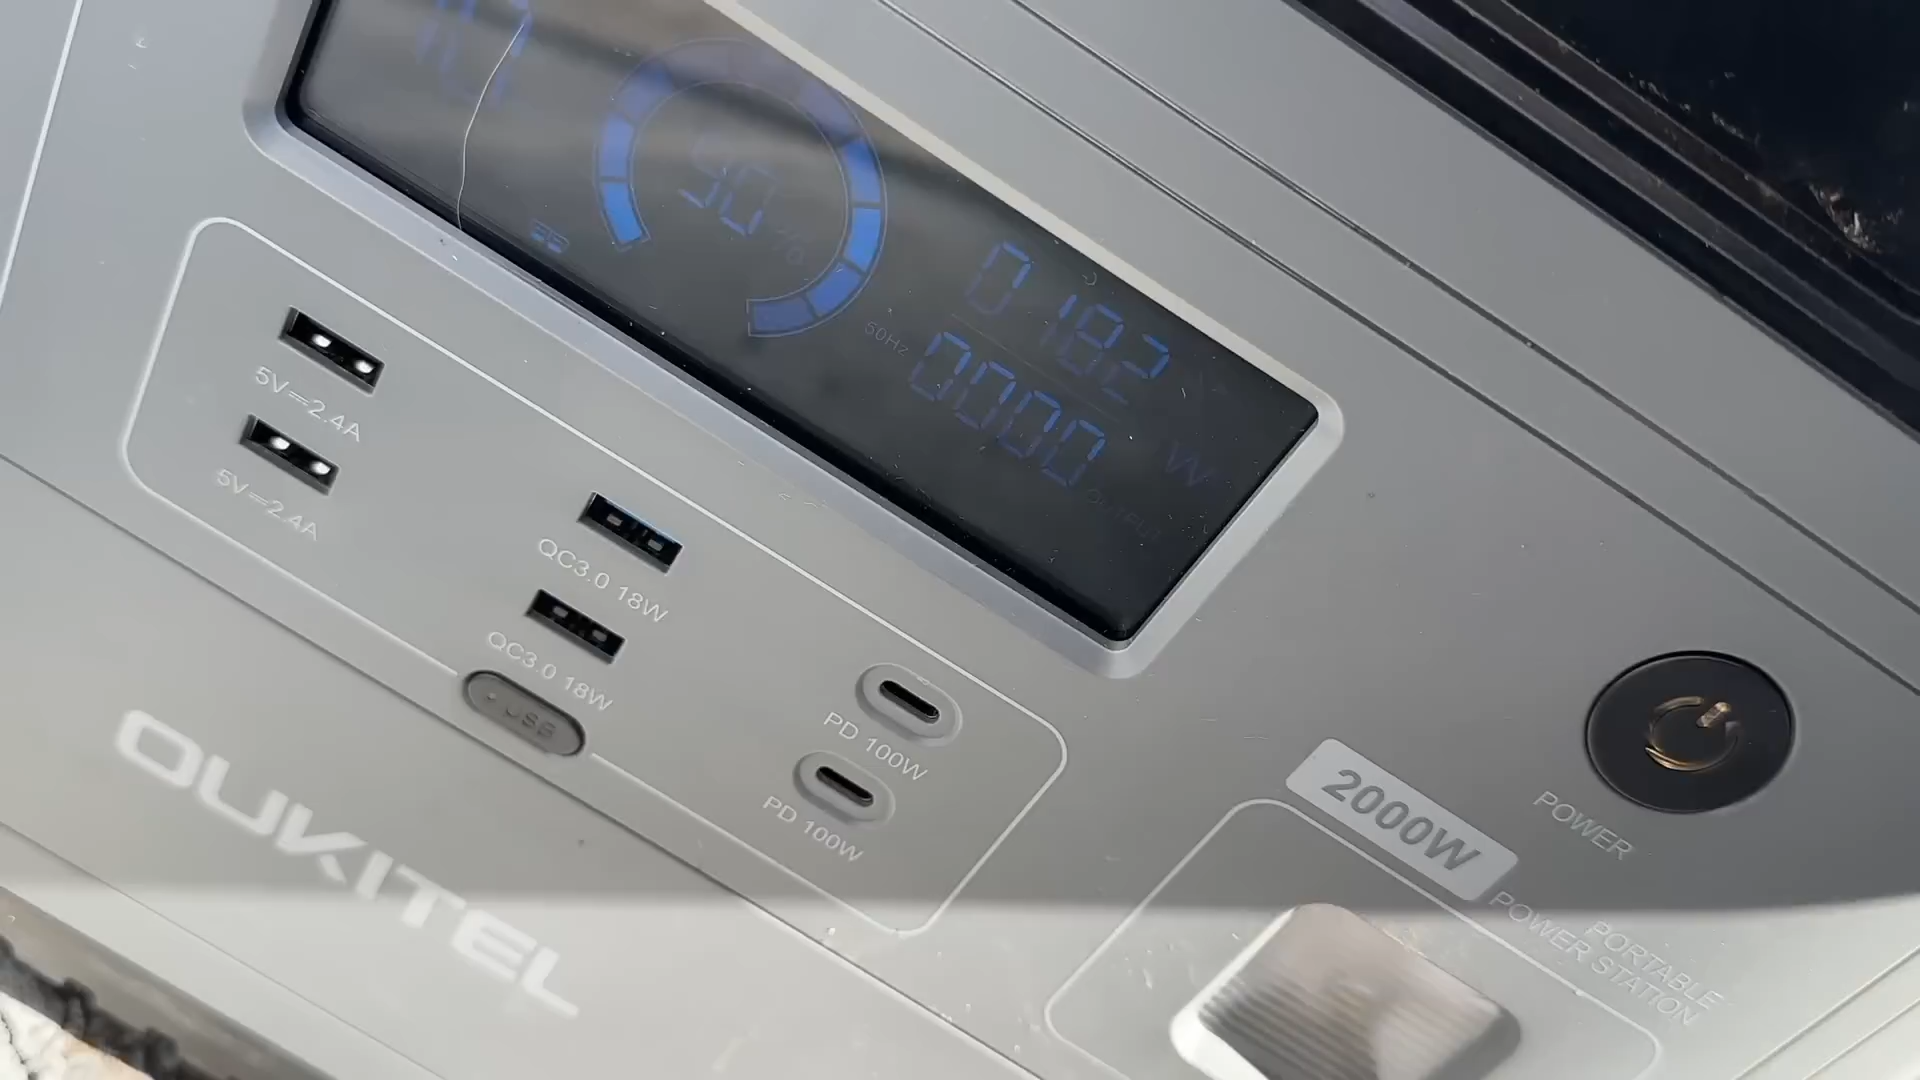 90%
0182
50Hz
0000 W
OUTPUT
5V⎓2.4A
5V⎓2.4A
QC3.0 18W
QC3.0 18W
USB
PD 100W
PD 100W
OUKITEL
POWER
2000W
PORTABLE
POWER STATION